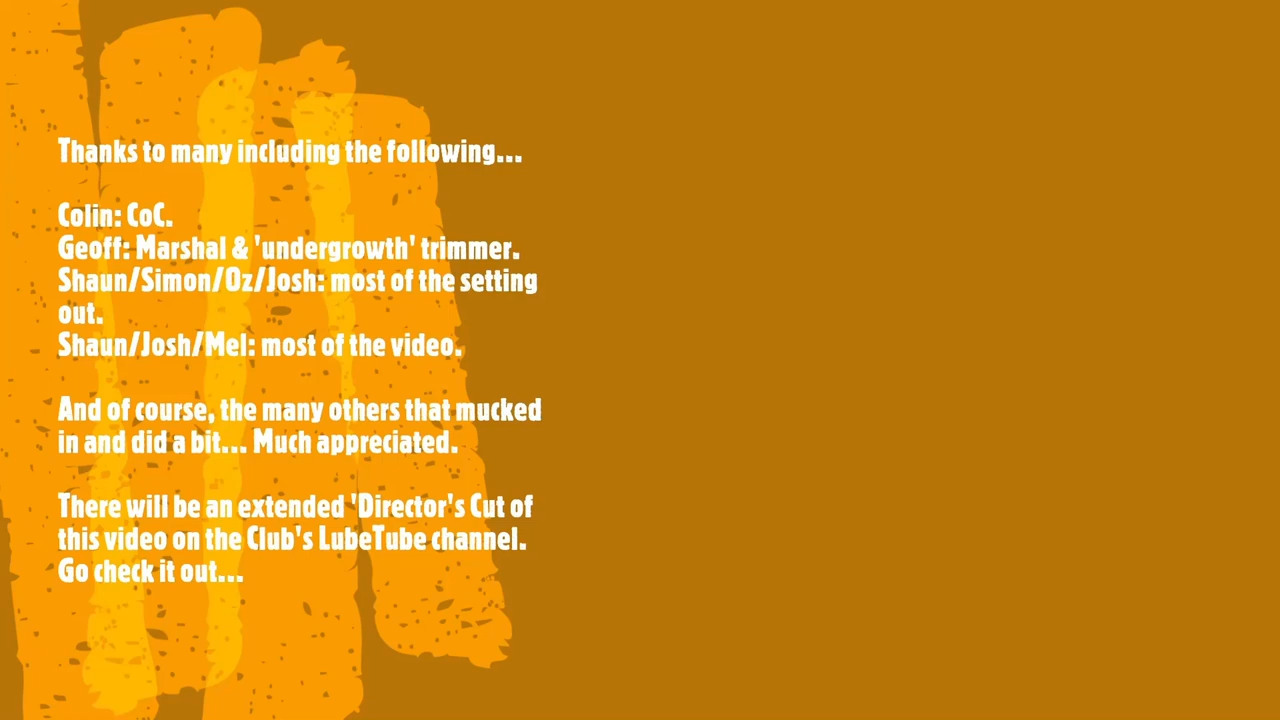 Thanks to many including the following...
Colin: CoC.
Geoff: Marshal & 'undergrowth' trimmer.
Shaun/Simon/Oz/Josh: most of the setting
out.
Shaun/Josh/Mel: most of the video.
And of course, the many others that mucked
in and did a bit... Much appreciated.
There will be an extended 'Director's Cut of
this video on the Club's LubeTube channel.
Go check it out...